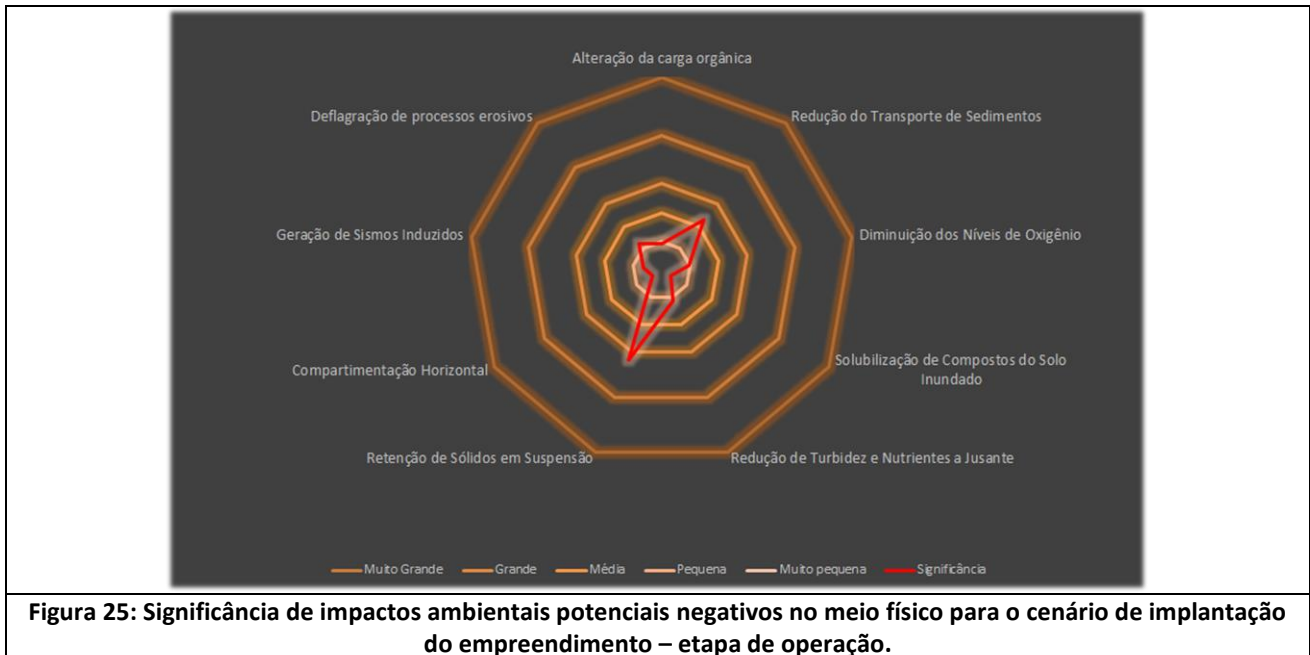 Alteração da carga orgânica
Deflagração de processos erosivos
Redução do Transporte de Sedimentos
Geração de Sismos Induzidos
Diminuição dos Níveis de Oxigênio
Compartimentação Horizontal
Solubilização de Compostos do Solo
Inundado
Retenção de Sólidos em Suspensão
Redução de Turbidez e Nutrientes a Jusante
Muito Grande
Grande
Média
Pequena
Muito pequena
Significância
Figura 25: Significância de impactos ambientais potenciais negativos no meio físico para o cenário de implantação
do empreendimento – etapa de operação.